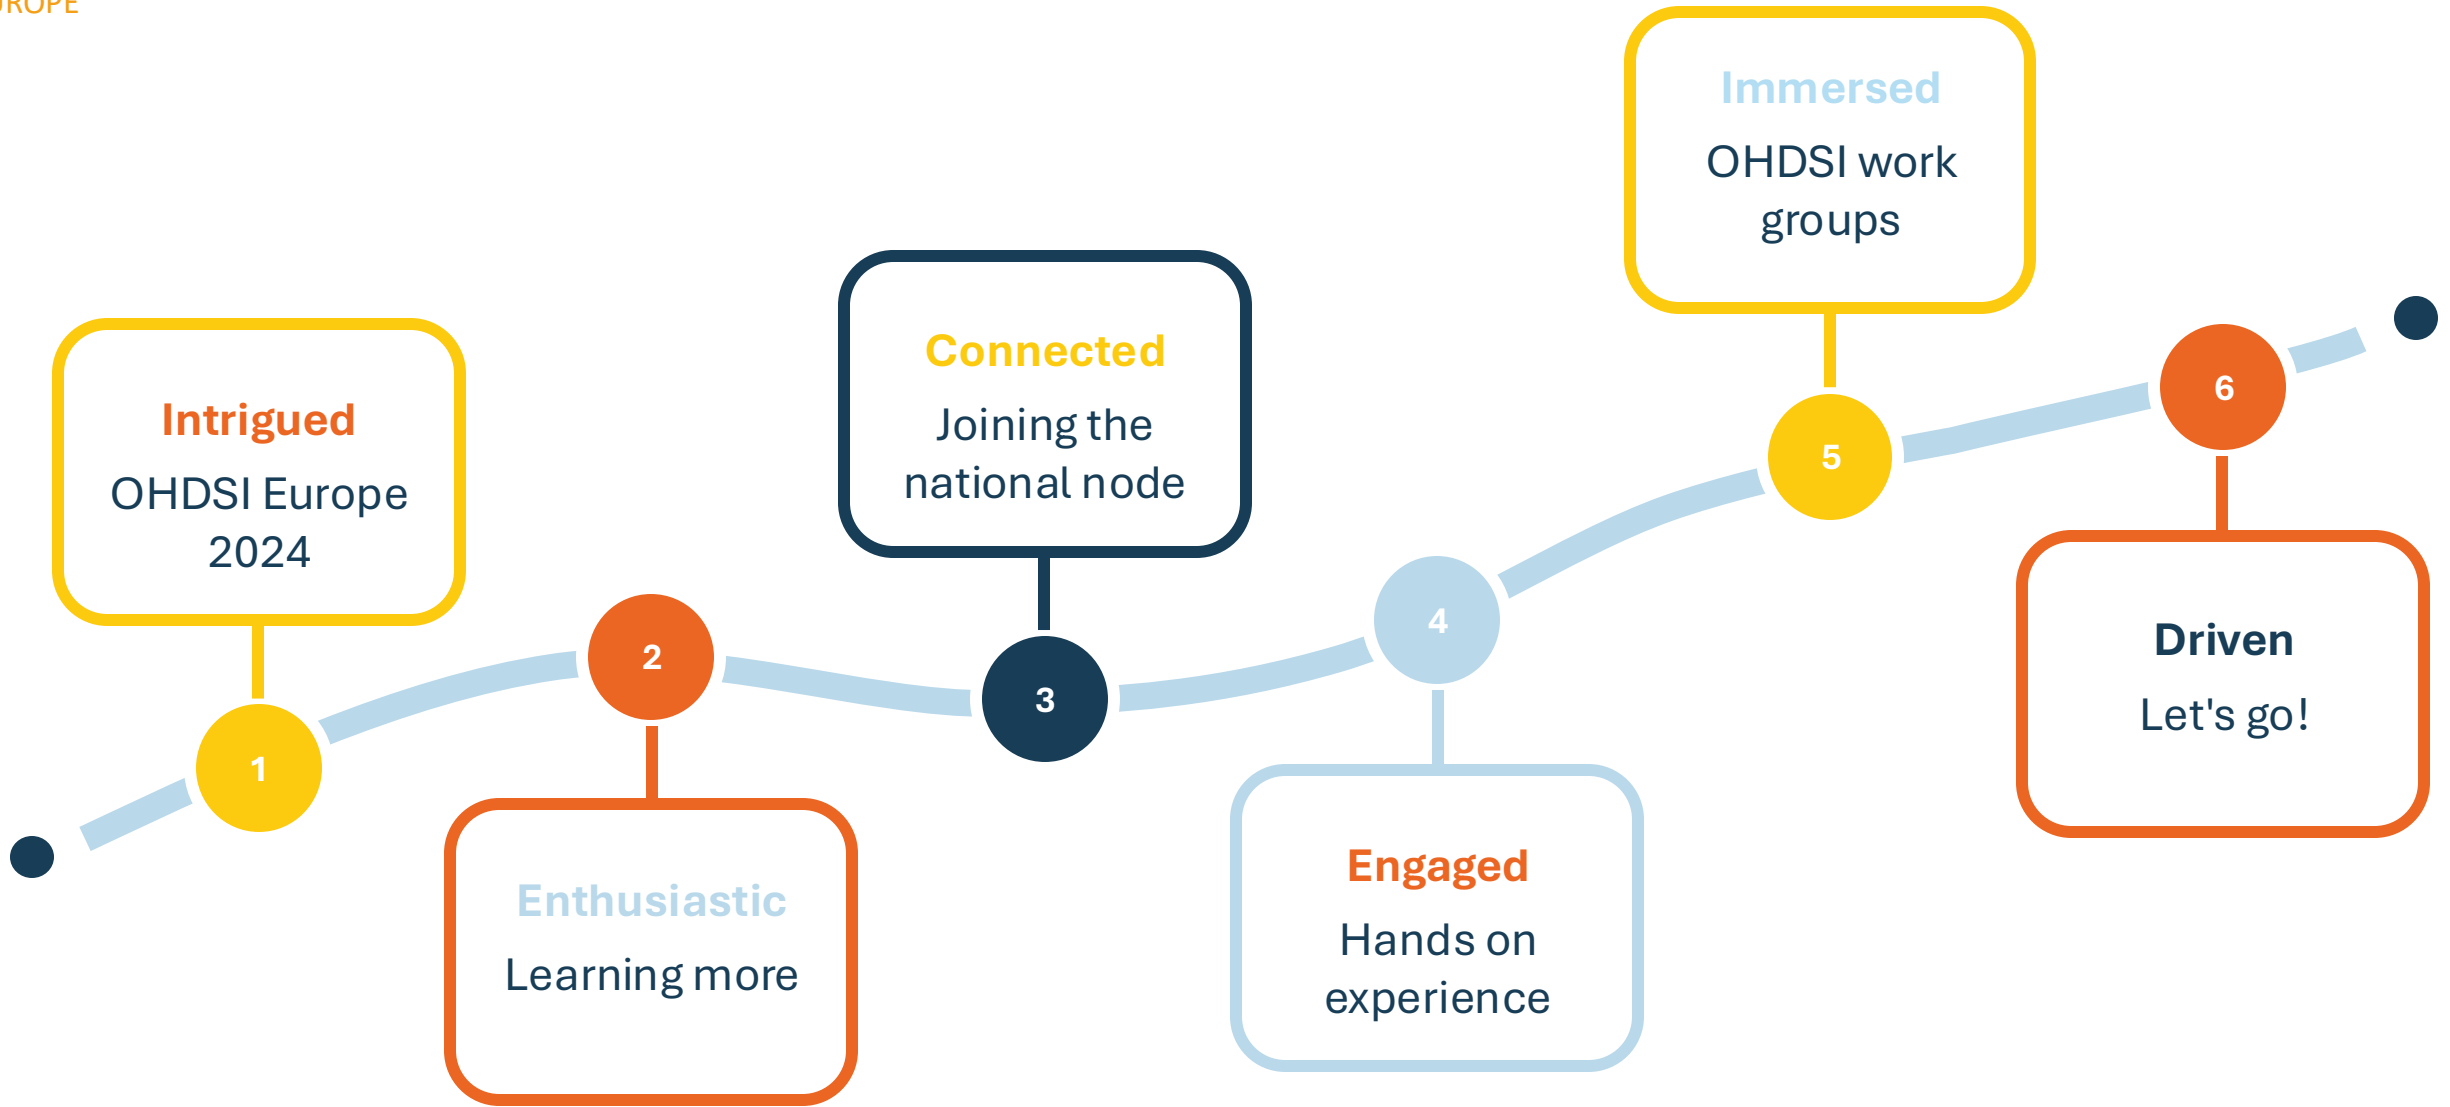 Intrigued
OHDSI Europe
2024
1
2
Enthusiastic
Learning more
Connected
Joining the
national node
3
4
Engaged
Hands on
experience
Immersed
OHDSI work
groups
5
6
Driven
Let's go!